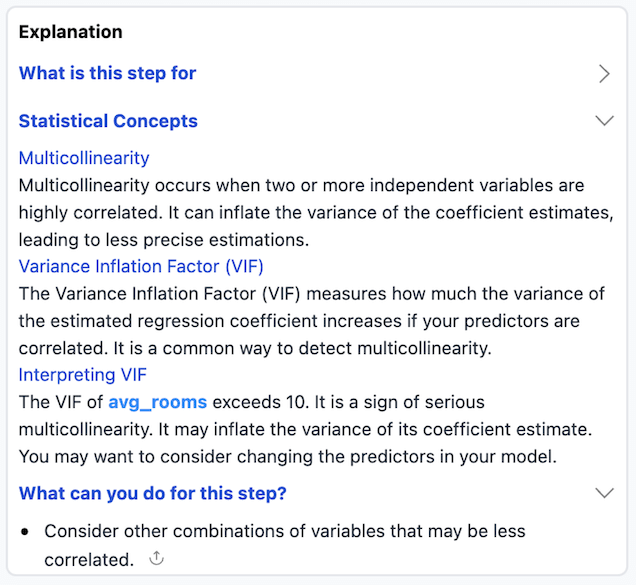 Explanation
What is this step for
Statistical Concepts
Multicollinearity
Multicollinearity occurs when two or more independent variables are
highly correlated. It can inflate the variance of the coefficient estimates,
leading to less precise estimations.
Variance Inflation Factor (VIF)
The Variance Inflation Factor (VIF) measures how much the variance of
the estimated regression coefficient increases if your predictors are
correlated. It is a common way to detect multicollinearity.
Interpreting VIF
The VIF of avg_rooms exceeds 10. It is a sign of serious
multicollinearity. It may inflate the variance of its coefficient estimate.
You may want to consider changing the predictors in your model.
What can you do for this step?
• Consider other combinations of variables that may be less
correlated.